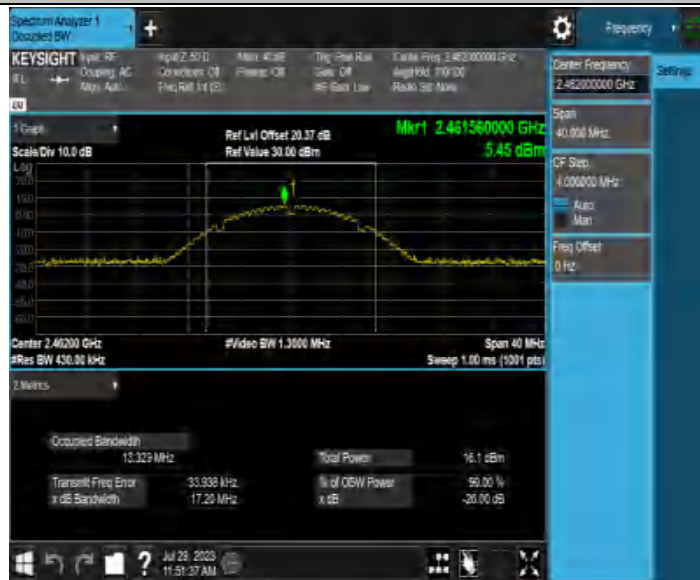 Spectrum Analyzer 1
Occupied BW
+
Frequency
KEYSIGHT Input: RF
Coupling: AC
Align: Auto
Input Z: 50 Ω
Corrections: Off
Freq Ref: Int (S)
Atten: 40 dB
Preamp: Off
Trig: Free Run
Gate: Off
#IF Gain: Low
Center Freq: 2.462000000 GHz
Avg|Hold: 100/100
Radio Std: None
Center Frequency
2.462000000 GHz
Settings
Span
40.000 MHz
CF Step
4.000000 MHz
Auto
Man
Freq Offset
0 Hz
1 Graph
Scale/Div 10.0 dB
Ref Lvl Offset 20.37 dB
Ref Value 30.00 dBm
Mkr1 2.461560000 GHz
5.45 dBm
Log
20.0
10.0
0.00
Center 2.46200 GHz
#Res BW 430.00 kHz
#Video BW 1.3000 MHz
Span 40 MHz
Sweep 1.00 ms (1001 pts)
2 Metrics
Occupied Bandwidth
13.329 MHz
Total Power 16.1 dBm
Transmit Freq Error 33.938 kHz
% of OBW Power 99.00 %
x dB Bandwidth 17.20 MHz
x dB -26.00 dB
?
Jul 29, 2023
11:51:37 AM